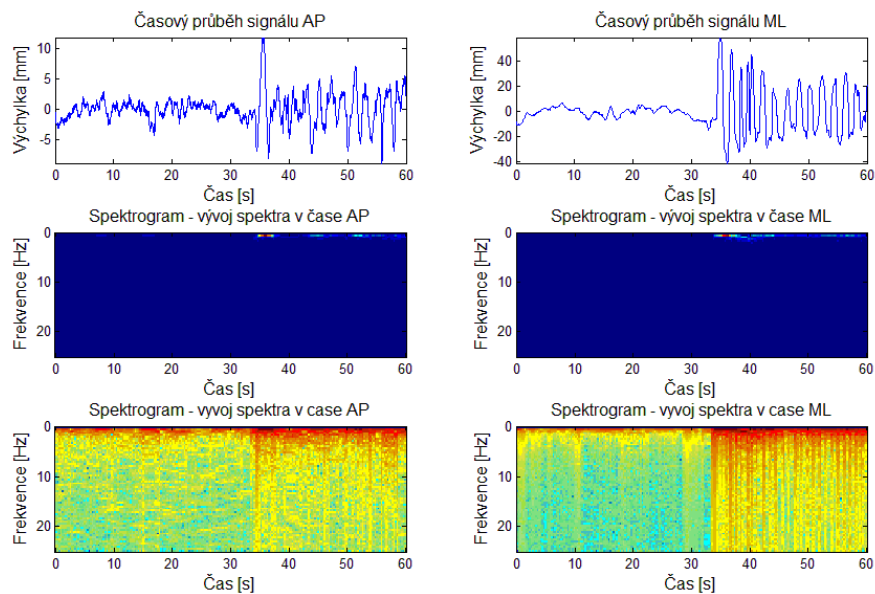 Časový průběh signálu AP
Výchylka [mm]
10
5
0
-5
0 10 20 30 40 50 60
Čas [s]
Časový průběh signálu ML
Výchylka [mm]
40
20
0
-20
-40
0 10 20 30 40 50 60
Čas [s]
Spektrogram - vývoj spektra v čase AP
Frekvence [Hz]
0
10
20
0 10 20 30 40 50 60
Čas [s]
Spektrogram - vývoj spektra v čase ML
Frekvence [Hz]
0
10
20
0 10 20 30 40 50 60
Čas [s]
Spektrogram - vyvoj spektra v case AP
Frekvence [Hz]
0
10
20
0 10 20 30 40 50 60
Čas [s]
Spektrogram - vyvoj spektra v case ML
Frekvence [Hz]
0
10
20
0 10 20 30 40 50 60
Čas [s]